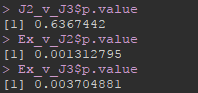 > J2_v_J3$p.value
[1] 0.6367442
> Ex_v_J2$p.value
[1] 0.001312795
> Ex_v_J3$p.value
[1] 0.003704881